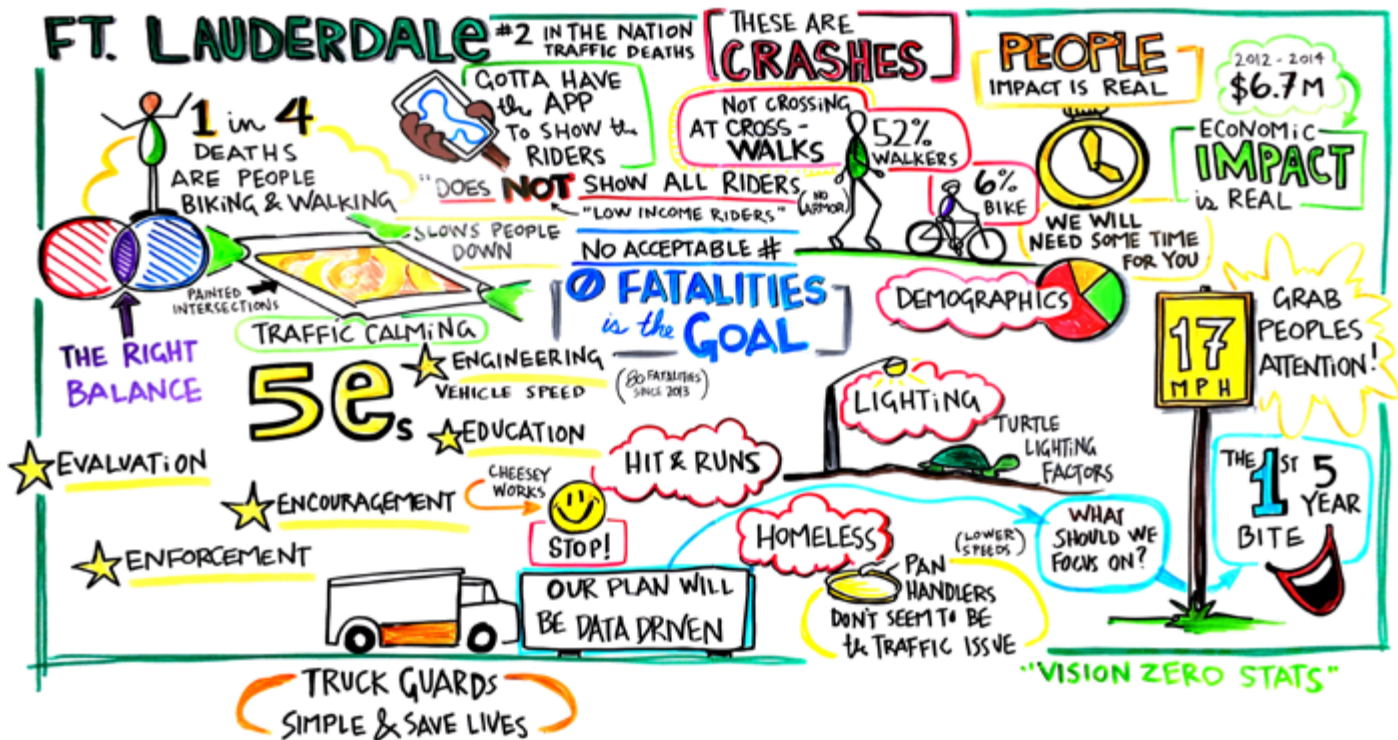 FT. LAUDERDALE
#2 IN THE NATION
TRAFFIC DEATHS
THESE ARE
CRASHES
PEOPLE
IMPACT IS REAL
2012 - 2014
$6.7M
ECONOMIC
IMPACT
is REAL
1 in 4
DEATHS
ARE PEOPLE
BIKING & WALKING
GOTTA HAVE
the APP
TO SHOW the
RIDERS
"DOES NOT SHOW ALL RIDERS
"LOW INCOME RIDERS"
NOT CROSSING
AT CROSS-
WALKS
52%
WALKERS
(NO
ARMOR)
6%
BIKE
WE WILL
NEED SOME TIME
FOR YOU
SLOWS PEOPLE
DOWN
PAINTED
INTERSECTIONS
TRAFFIC CALMING
THE RIGHT
BALANCE
NO ACCEPTABLE #
0 FATALITIES
is the GOAL
(80 FATALITIES
SINCE 2013)
DEMOGRAPHICS
17
MPH
GRAB
PEOPLES
ATTENTION!
5es
ENGINEERING
VEHICLE SPEED
EDUCATION
EVALUATION
ENCOURAGEMENT
ENFORCEMENT
CHEESEY
WORKS
STOP!
HIT & RUNS
LIGHTING
TURTLE
LIGHTING
FACTORS
HOMELESS
(LOWER
SPEEDS)
PAN
HANDLERS
DON'T SEEM TO BE
the TRAFFIC ISSUE
WHAT
SHOULD WE
FOCUS ON?
THE 1ST 5
YEAR
BITE
OUR PLAN WILL
BE DATA DRIVEN
TRUCK GUARDS
SIMPLE & SAVE LIVES
"VISION ZERO STATS"